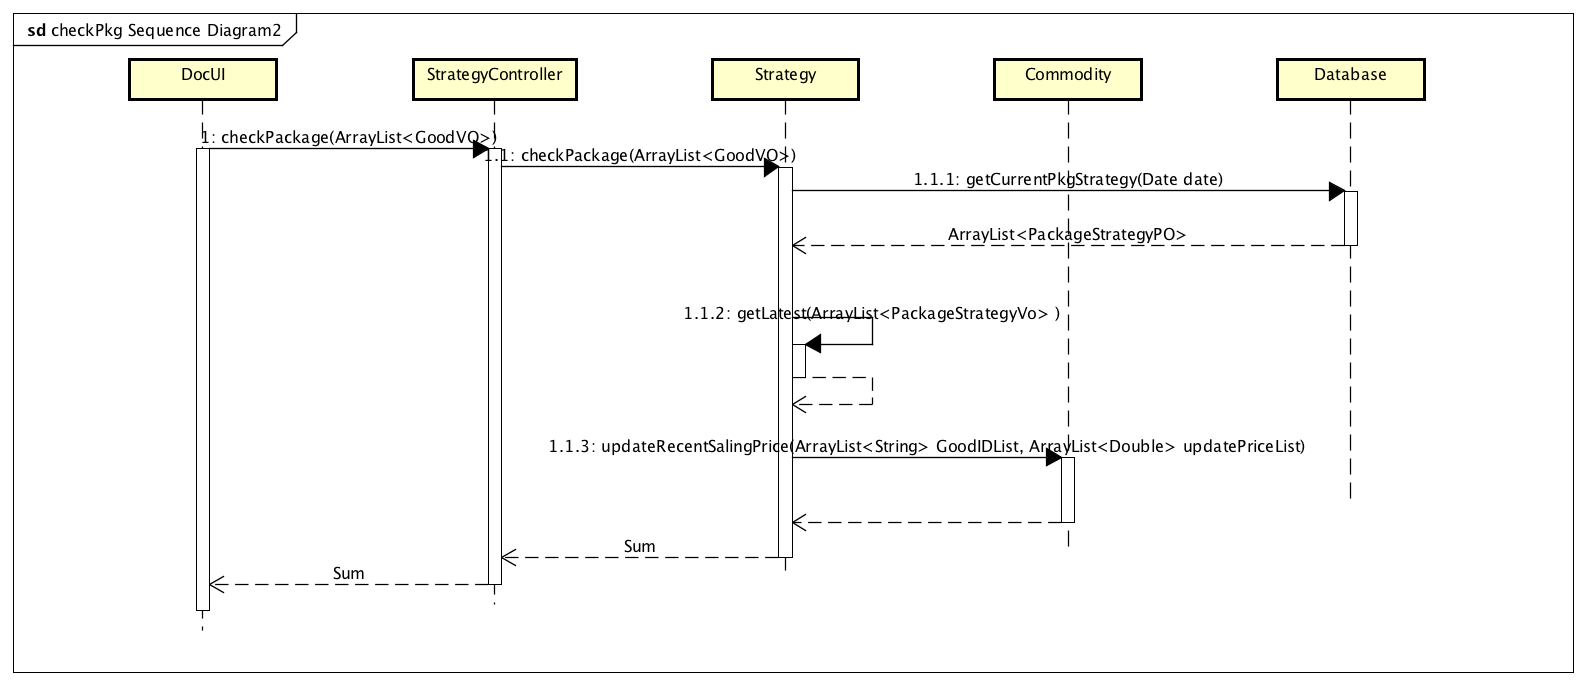 sd checkPkg Sequence Diagram2
DocUI
StrategyController
Strategy
Commodity
Database
1: checkPackage(ArrayList<GoodVO>)
1.1: checkPackage(ArrayList<GoodVO>)
1.1.1: getCurrentPkgStrategy(Date date)
ArrayList<PackageStrategyPO>
1.1.2: getLatest(ArrayList<PackageStrategyVo> )
1.1.3: updateRecentSalingPrice(ArrayList<String> GoodIDList, ArrayList<Double> updatePriceList)
Sum
Sum